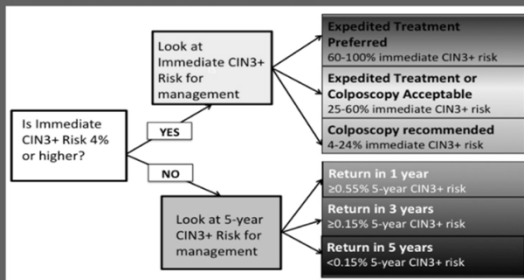 Is Immediate
CIN3+ Risk 4%
or higher?
YES
NO
Look at
Immediate CIN3+
Risk for
management
Look at 5-year
CIN3+ Risk for
management
Expedited Treatment
Preferred
60-100% immediate CIN3+ risk
Expedited Treatment or
Colposcopy Acceptable
25-60% immediate CIN3+ risk
Colposcopy recommended
4-24% immediate CIN3+ risk
Return in 1 year
≥0.55% 5-year CIN3+ risk
Return in 3 years
≥0.15% 5-year CIN3+ risk
Return in 5 years
<0.15% 5-year CIN3+ risk